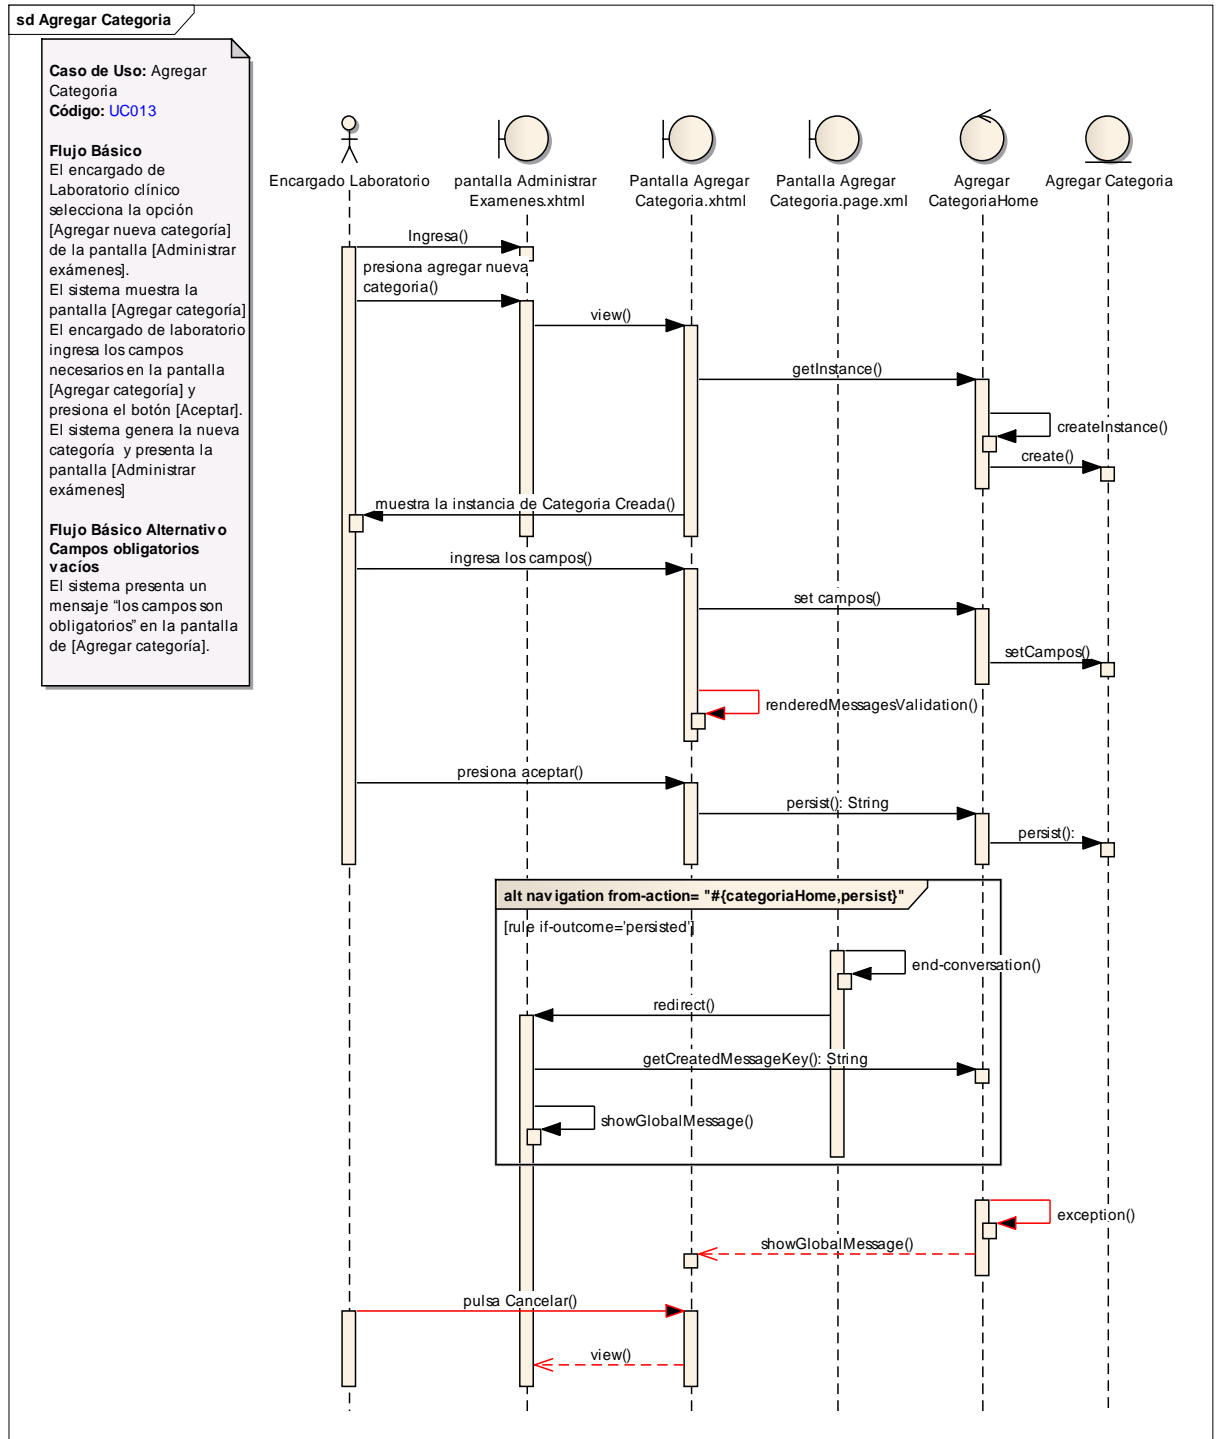 sd Agregar Categoria
Caso de Uso: Agregar
Categoria
Código: UC013
Flujo Básico
El encargado de
Laboratorio clínico
selecciona la opción
[Agregar nueva categoría]
de la pantalla [Administrar
exámenes].
El sistema muestra la
pantalla [Agregar categoría]
El encargado de laboratorio
ingresa los campos
necesarios en la pantalla
[Agregar categoría] y
presiona el botón [Aceptar].
El sistema genera la nueva
categoría y presenta la
pantalla [Administrar
exámenes]
Flujo Básico Alternativo
Campos obligatorios
vacíos
El sistema presenta un
mensaje “los campos son
obligatorios” en la pantalla
de [Agregar categoría].
Encargado Laboratorio
pantalla Administrar
Examenes.xhtml
Pantalla Agregar
Categoria.xhtml
Pantalla Agregar
Categoria.page.xml
Agregar
CategoriaHome
Agregar Categoria
Ingresa()
presiona agregar nueva
categoria()
view()
getInstance()
createInstance()
create()
muestra la instancia de Categoria Creada()
ingresa los campos()
set campos()
setCampos()
renderedMessagesValidation()
presiona aceptar()
persist(): String
persist():
alt navigation from-action= "#{categoriaHome,persist}"
[rule if-outcome='persisted']
end-conversation()
redirect()
getCreatedMessageKey(): String
showGlobalMessage()
exception()
showGlobalMessage()
pulsa Cancelar()
view()